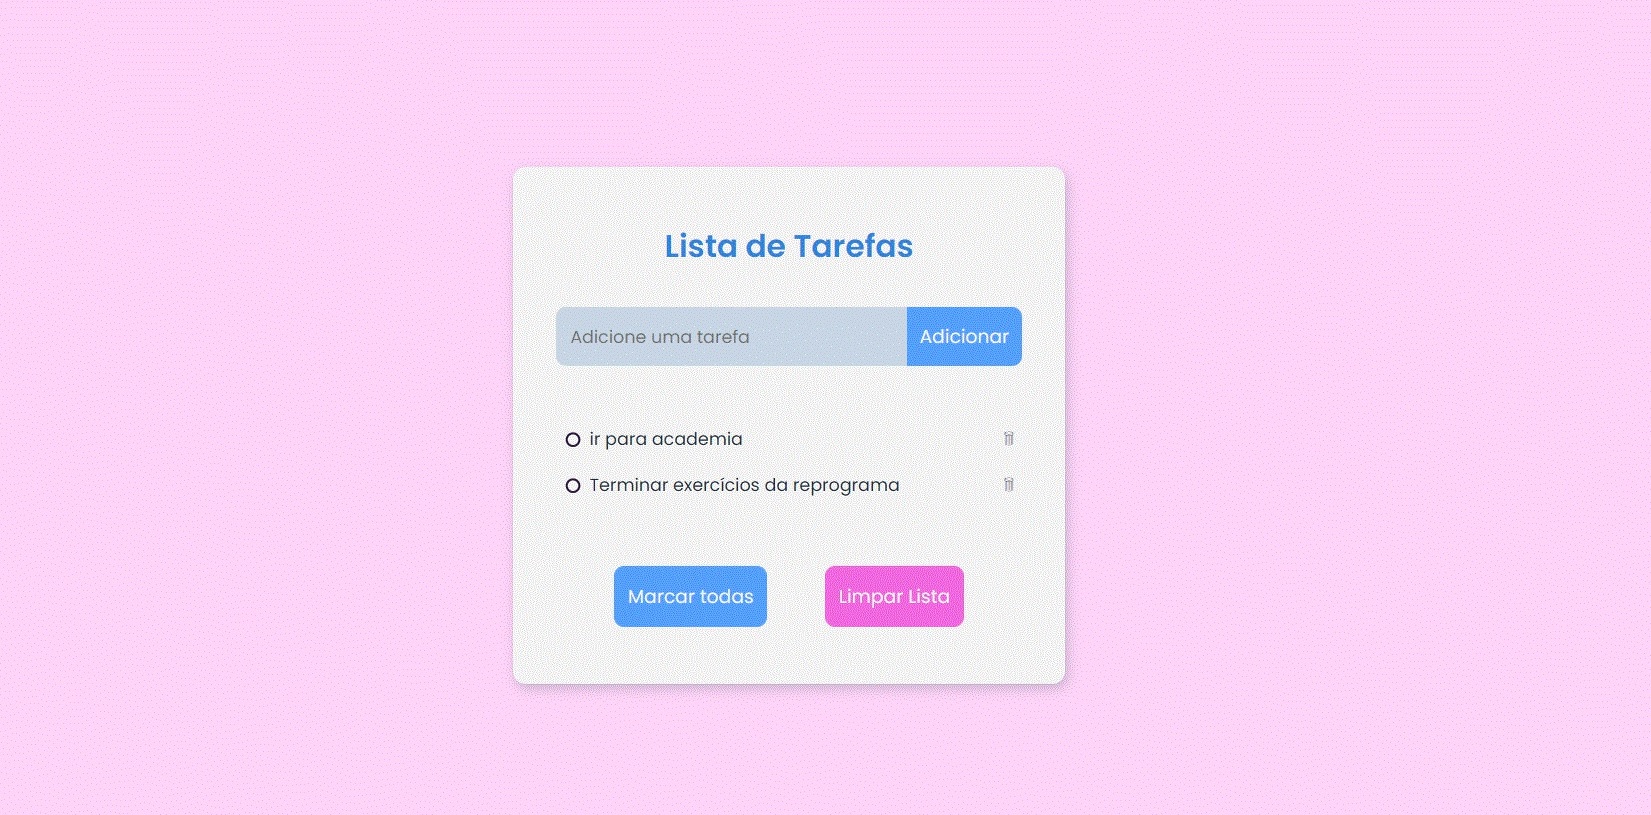 Lista de Tarefas
Adicione uma tarefa
Adicionar
ir para academia
Terminar exercícios da reprograma
Marcar todas
Limpar Lista